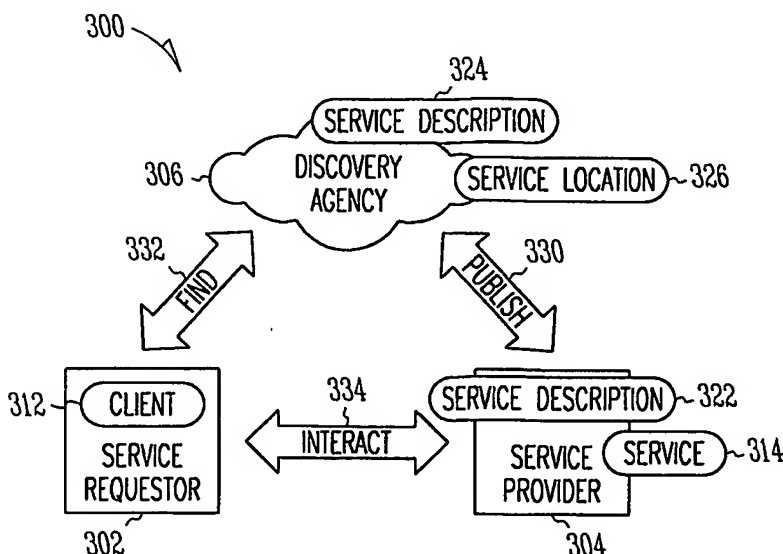 300
324
SERVICE DESCRIPTION
306
DISCOVERY
AGENCY
SERVICE LOCATION
326
332
FIND
330
PUBLISH
312
CLIENT
SERVICE
REQUESTOR
302
334
INTERACT
SERVICE DESCRIPTION
322
SERVICE
PROVIDER
SERVICE
314
304